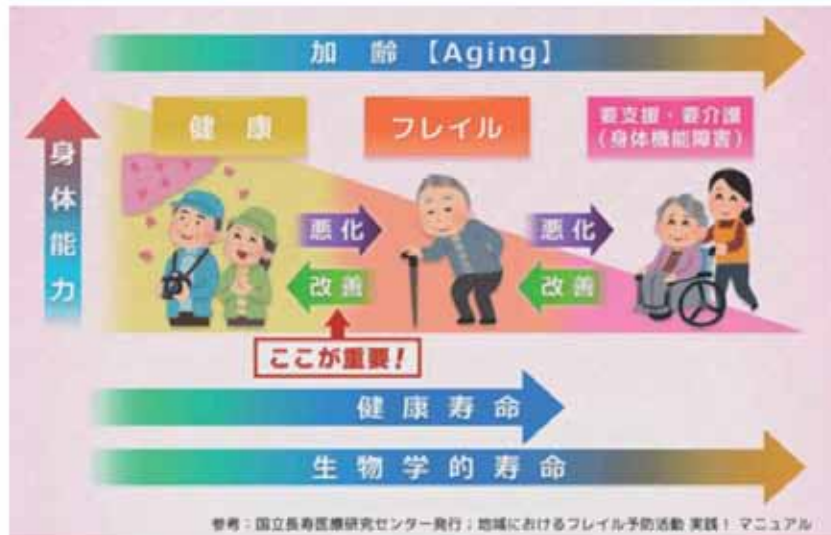 加 齢 【Aging】
健 康
フレイル
要支援・要介護
（身体機能障害）
身体能力
悪 化
改 善
悪 化
改 善
ここが重要！
健 康 寿 命
生 物 学 的 寿 命
参考：国立長寿医療研究センター発行；地域におけるフレイル予防活動 実践！ マニュアル